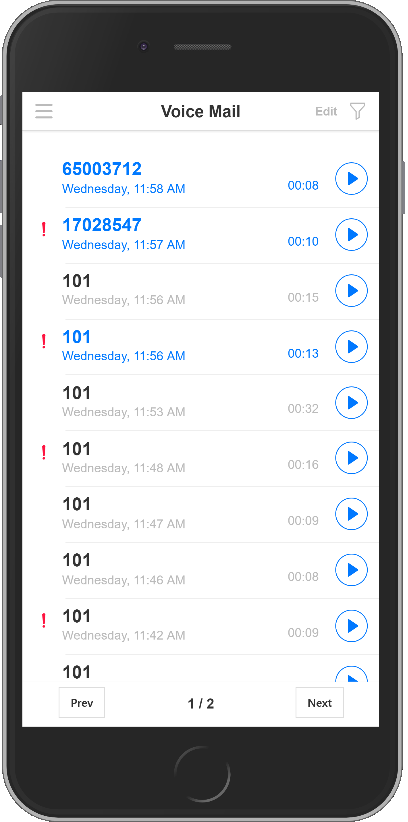 Voice Mail
Edit
65003712
Wednesday, 11:58 AM
00:08
! 17028547
Wednesday, 11:57 AM
00:10
101
Wednesday, 11:56 AM
00:15
! 101
Wednesday, 11:56 AM
00:13
101
Wednesday, 11:53 AM
00:32
! 101
Wednesday, 11:48 AM
00:16
101
Wednesday, 11:47 AM
00:09
101
Wednesday, 11:46 AM
00:08
! 101
Wednesday, 11:42 AM
00:09
101
Prev
1 / 2
Next